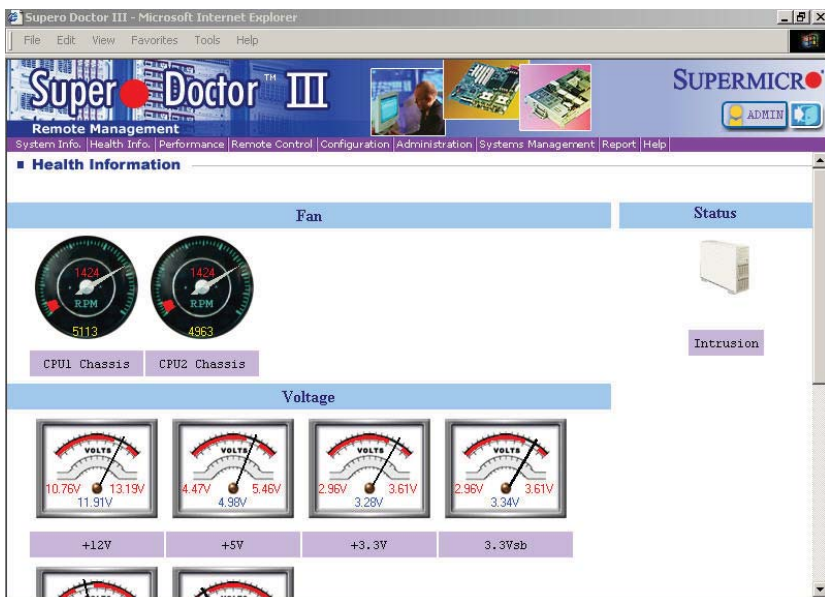 Supero Doctor III - Microsoft Internet Explorer
File Edit View Favorites Tools Help
Super Doctor™ III
SUPERMICR
ADMIN
Remote Management
System Info. Health Info. Performance Remote Control Configuration Administration Systems Management Report Help
Health Information
Fan
Status
1424
RPM
5113
1424
RPM
4963
CPU1 Chassis
CPU2 Chassis
Intrusion
Voltage
VOLTS
10.76V 13.19V
11.91V
VOLTS
4.47V 5.46V
4.98V
VOLTS
2.96V 3.61V
3.28V
VOLTS
2.96V 3.61V
3.34V
+12V
+5V
+3.3V
3.3Vsb